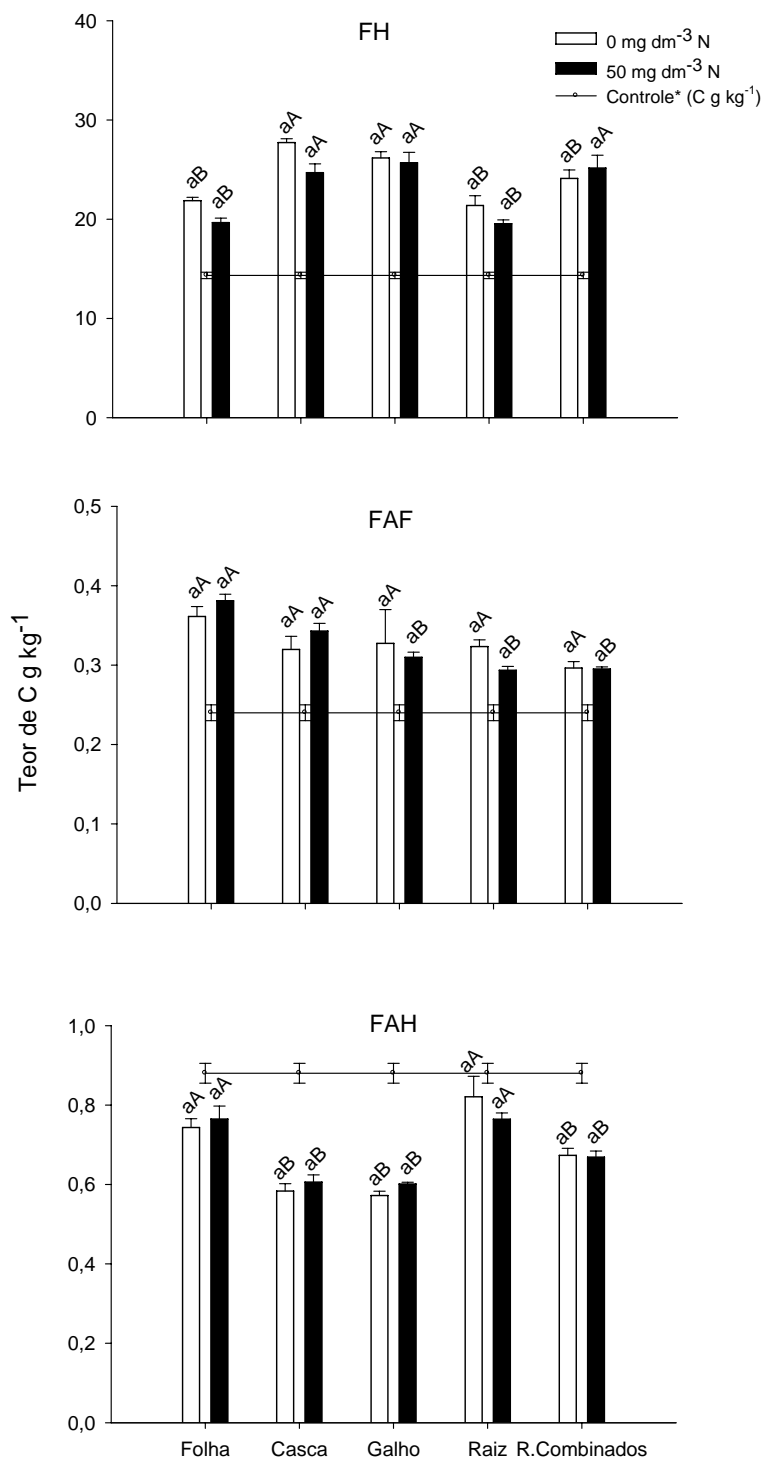 FH
0 mg dm-3 N
50 mg dm-3 N
Controle* (C g kg-1)
40
30
20
10
0
aB aB aA aA aA aA aB aB aB aA
FAF
0,5
0,4
0,3
0,2
0,1
0,0
aA aA aA aA aA aB aA aB aA aB
Teor de C g kg-1
FAH
1,0
0,8
0,6
0,4
0,2
0,0
aA aA aB aB aB aB aA aA aB aB
Folha Casca Galho Raiz R.Combinados